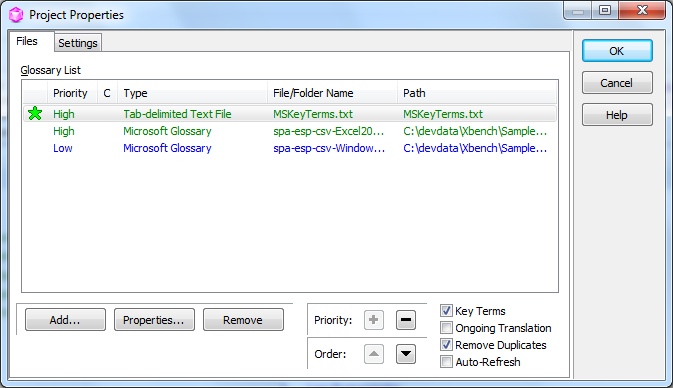 Project Properties
Files Settings
OK
Cancel
Help
Glossary List
Priority C Type File/Folder Name Path
High Tab-delimited Text File MSKeyTerms.txt MSKeyTerms.txt
High Microsoft Glossary spa-esp-csv-Excel20... C:\devdata\Xbench\Sample...
Low Microsoft Glossary spa-esp-csv-Window... C:\devdata\Xbench\Sample...
Add... Properties... Remove
Priority:
Order:
Key Terms
Ongoing Translation
Remove Duplicates
Auto-Refresh